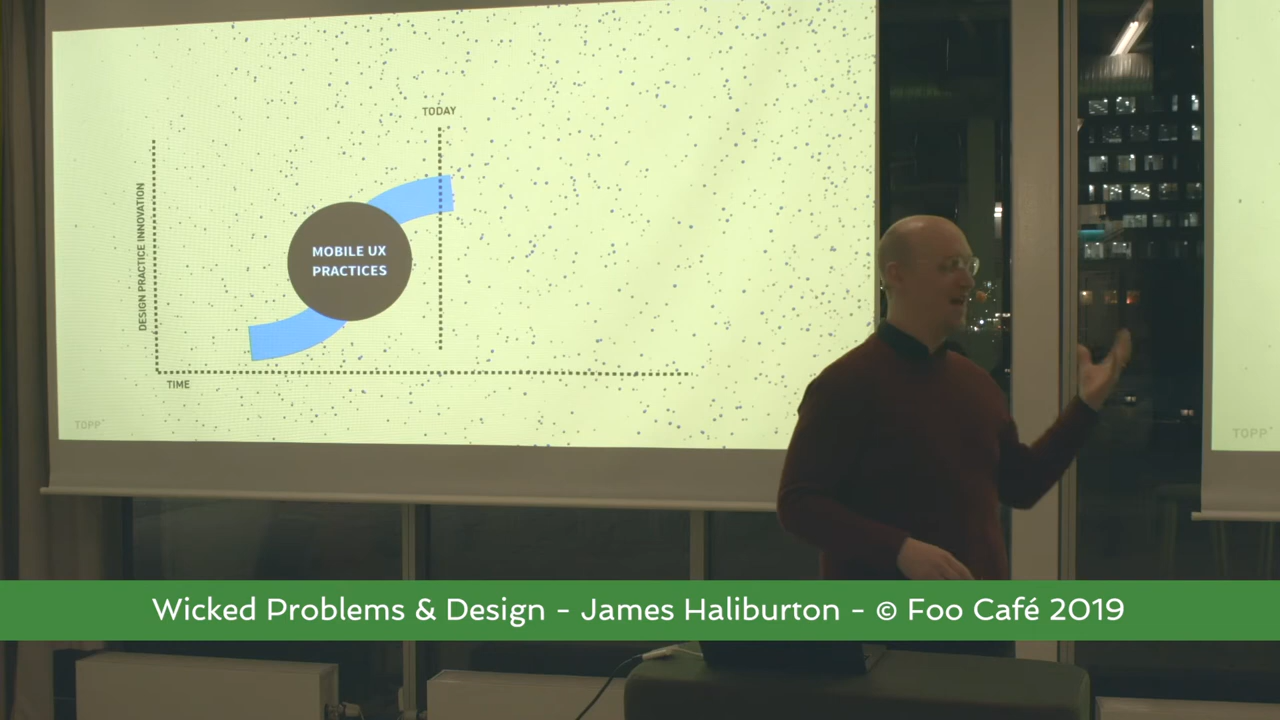 TODAY
DESIGN PRACTICE INNOVATION
MOBILE UX
PRACTICES
TIME
TOPP
TOPP
Wicked Problems & Design - James Haliburton - © Foo Café 2019